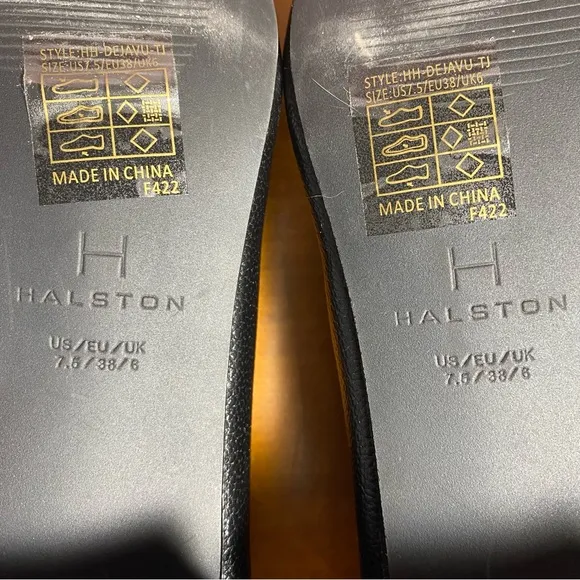 STYLE:HH-DEJAVU-TJ
SIZE:US7.5/EU38/UK6
MADE IN CHINA
F422
H
HALSTON
US/EU/UK
7.5/38/6
STYLE:HH-DEJAVU-TJ
SIZE:US7.5/EU38/UK6
MADE IN CHINA
F422
H
HALSTON
US/EU/UK
7.5/38/6